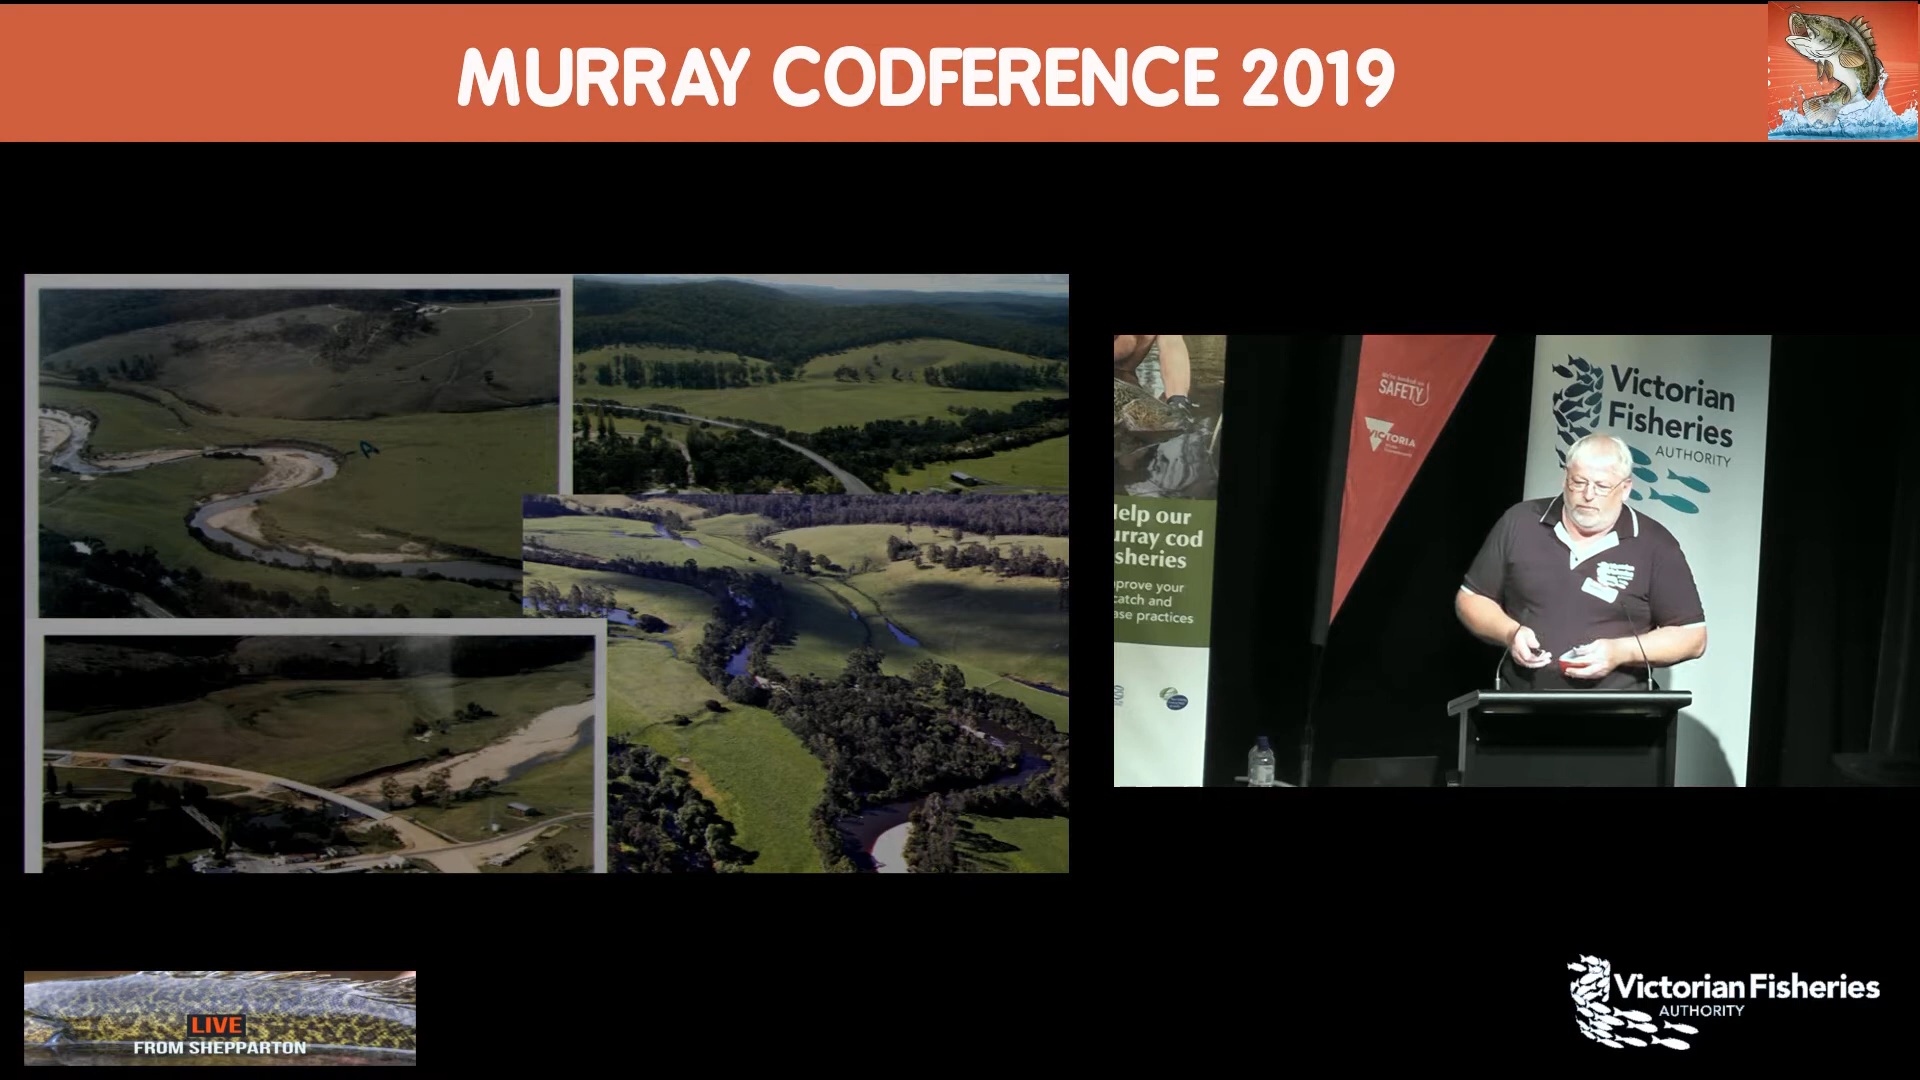 MURRAY CODFERENCE 2019
A
SAFETY
VICTORIA
Victorian
Fisheries
AUTHORITY
elp our
urray cod
sheries
prove your
catch and
ase practices
LIVE
FROM SHEPPARTON
Victorian Fisheries
AUTHORITY